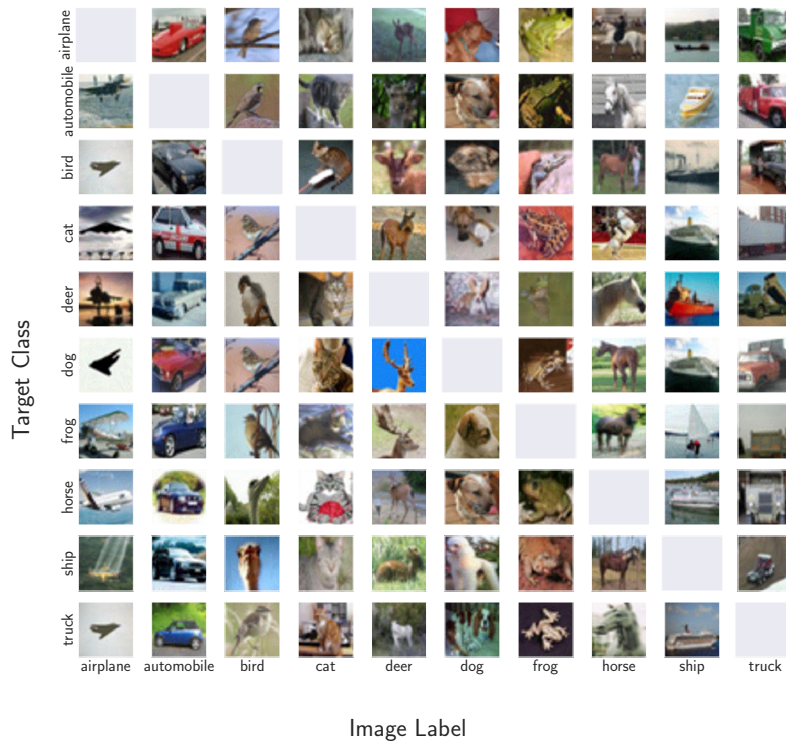 airplane
automobile
bird
cat
deer
dog
frog
horse
ship
truck
Target Class
airplane automobile bird cat deer dog frog horse ship truck
Image Label